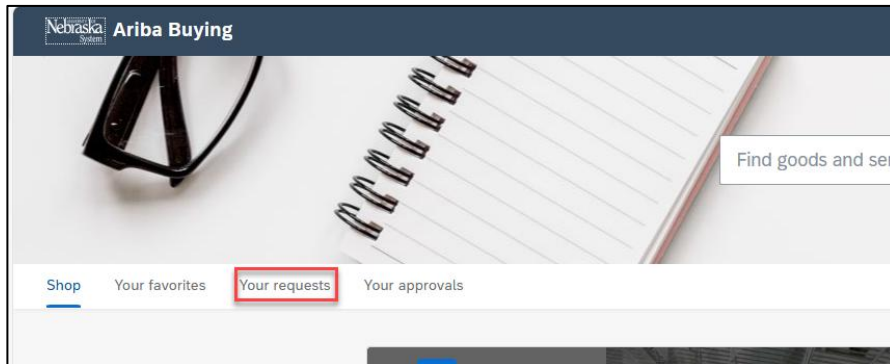 Nebraska
System
Ariba Buying
Find goods and ser
Shop Your favorites Your requests Your approvals